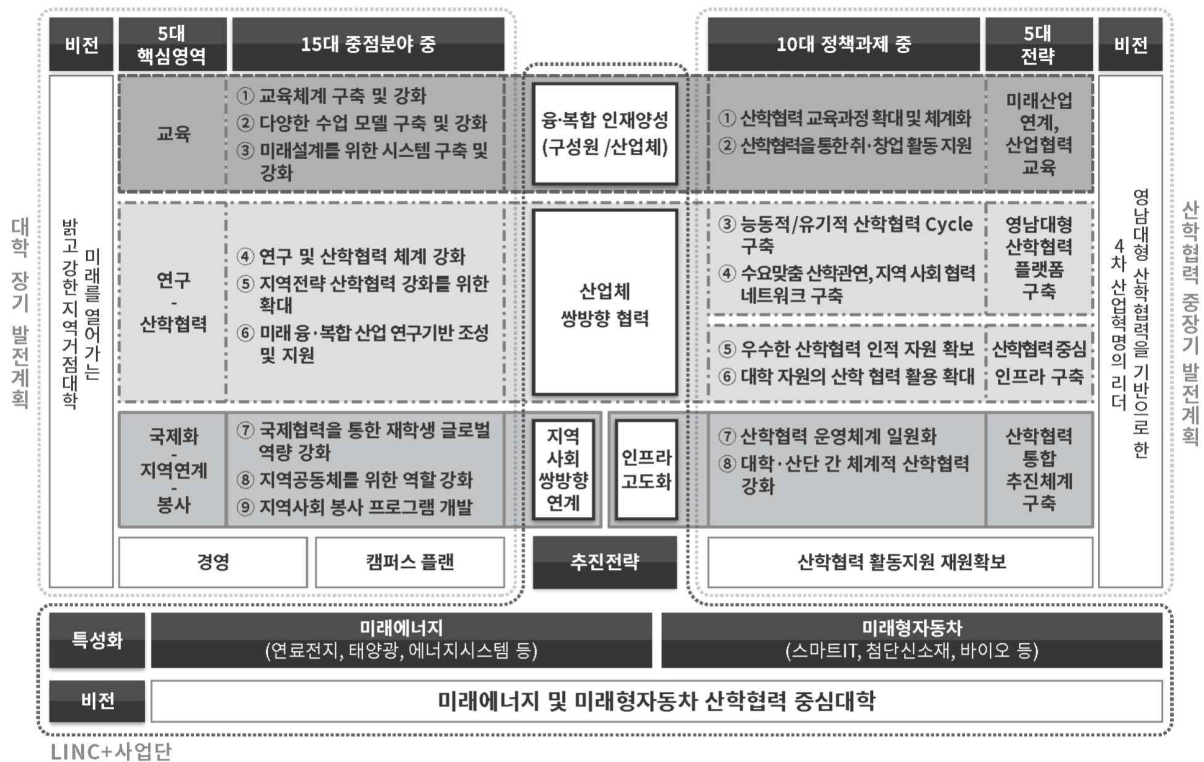 대학 장기 발전계획
비전
5대
핵심영역
15대 중점분야 중
밝고 강한 지역거점대학
미래를 열어가는
교육
① 교육체계 구축 및 강화
② 다양한 수업 모델 구축 및 강화
③ 미래설계를 위한 시스템 구축 및
강화
연구
-
산학협력
④ 연구 및 산학협력 체계 강화
⑤ 지역전략 산학협력 강화를 위한
확대
⑥ 미래 융·복합 산업 연구기반 조성
및 지원
국제화
-
지역연계
-
봉사
⑦ 국제협력을 통한 재학생 글로벌
역량 강화
⑧ 지역공동체를 위한 역할 강화
⑨ 지역사회 봉사 프로그램 개발
경영
캠퍼스 플랜
융·복합 인재양성
(구성원 /산업체)
산업체
쌍방향 협력
지역
사회
쌍방향
연계
인프라
고도화
추진전략
10대 정책과제 중
5대
전략
비전
① 산학협력 교육과정 확대 및 체계화
② 산학협력을 통한 취·창업 활동 지원
미래산업
연계,
산업협력
교육
③ 능동적/유기적 산학협력 Cycle
구축
④ 수요맞춤 산학관연, 지역 사회 협력
네트워크 구축
영남대형
산학협력
플랫폼
구축
⑤ 우수한 산학협력 인적 자원 확보
⑥ 대학 자원의 산학 협력 활용 확대
산학협력 중심
인프라 구축
⑦ 산학협력 운영체계 일원화
⑧ 대학·산단 간 체계적 산학협력
강화
산학협력
통합
추진체계
구축
산학협력 활동지원 재원확보
영남대형 산학협력을 기반으로 한
4차 산업혁명의 리더
산학협력 중장기 발전계획
특성화
미래에너지
(연료전지, 태양광, 에너지시스템 등)
미래형자동차
(스마트IT, 첨단신소재, 바이오 등)
비전
미래에너지 및 미래형자동차 산학협력 중심대학
LINC+사업단